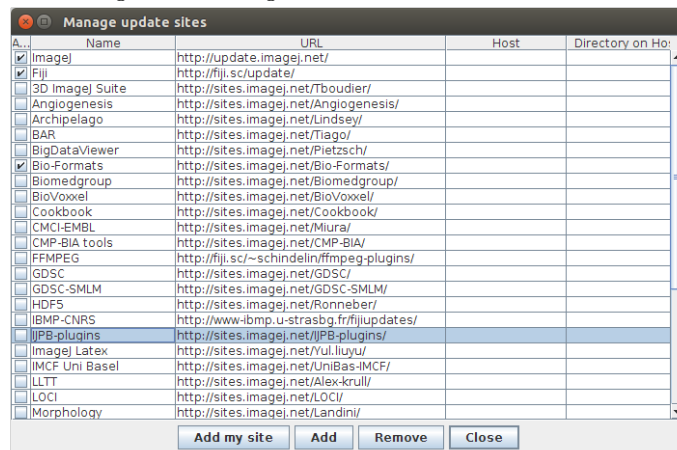 Manage update sites
A... Name URL Host Directory on Ho
ImageJ http://update.imagej.net/
Fiji http://fiji.sc/update/
3D ImageJ Suite http://sites.imagej.net/Tboudier/
Angiogenesis http://sites.imagej.net/Angiogenesis/
Archipelago http://sites.imagej.net/Lindsey/
BAR http://sites.imagej.net/Tiago/
BigDataViewer http://sites.imagej.net/Pietzsch/
Bio-Formats http://sites.imagej.net/Bio-Formats/
Biomedgroup http://sites.imagej.net/Biomedgroup/
BioVoxxel http://sites.imagej.net/BioVoxxel/
Cookbook http://sites.imagej.net/Cookbook/
CMCI-EMBL http://sites.imagej.net/Miura/
CMP-BIA tools http://sites.imagej.net/CMP-BIA/
FFMPEG http://fiji.sc/~schindelin/ffmpeg-plugins/
GDSC http://sites.imagej.net/GDSC/
GDSC-SMLM http://sites.imagej.net/GDSC-SMLM/
HDF5 http://sites.imagej.net/Ronneber/
IBMP-CNRS http://www-ibmp.u-strasbg.fr/fijiupdates/
IJPB-plugins http://sites.imagej.net/IJPB-plugins/
ImageJ Latex http://sites.imagej.net/Yul.liuyu/
IMCF Uni Basel http://sites.imagej.net/UniBas-IMCF/
LLTT http://sites.imagej.net/Alex-krull/
LOCI http://sites.imagej.net/LOCI/
Morphology http://sites.imagej.net/Landini/
Add my site Add Remove Close